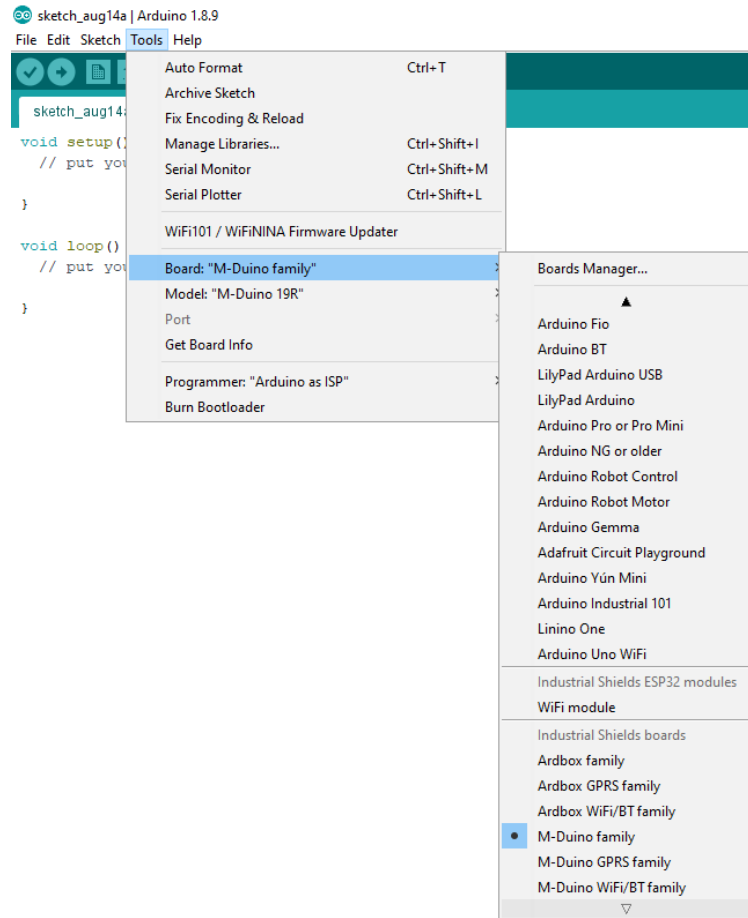 sketch_aug14a | Arduino 1.8.9
File Edit Sketch Tools Help
sketch_aug14a
void setup()
// put you
}
void loop()
// put you
}
Auto Format Ctrl+T
Archive Sketch
Fix Encoding & Reload
Manage Libraries... Ctrl+Shift+I
Serial Monitor Ctrl+Shift+M
Serial Plotter Ctrl+Shift+L
WiFi101 / WiFiNINA Firmware Updater
Board: "M-Duino family"
Model: "M-Duino 19R"
Port
Get Board Info
Programmer: "Arduino as ISP"
Burn Bootloader
Boards Manager...
Arduino Fio
Arduino BT
LilyPad Arduino USB
LilyPad Arduino
Arduino Pro or Pro Mini
Arduino NG or older
Arduino Robot Control
Arduino Robot Motor
Arduino Gemma
Adafruit Circuit Playground
Arduino Yún Mini
Arduino Industrial 101
Linino One
Arduino Uno WiFi
Industrial Shields ESP32 modules
WiFi module
Industrial Shields boards
Ardbox family
Ardbox GPRS family
Ardbox WiFi/BT family
M-Duino family
M-Duino GPRS family
M-Duino WiFi/BT family